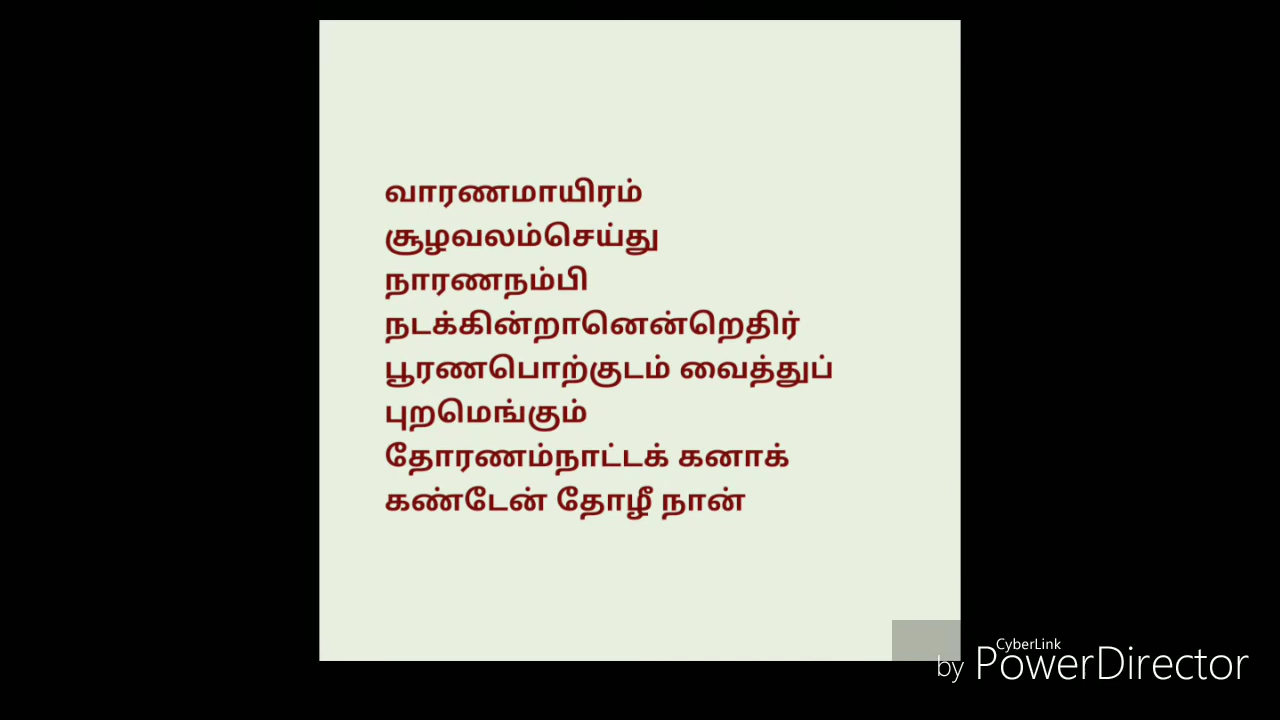 வாரணமாயிரம்
சூழவலம்செய்து
நாரணநம்பி
நடக்கின்றானென்றெதிர்
பூரணபொற்குடம் வைத்துப்
புறமெங்கும்
தோரணம்நாட்டக் கனாக்
கண்டேன் தோழீ நான்
CyberLink
by PowerDirector